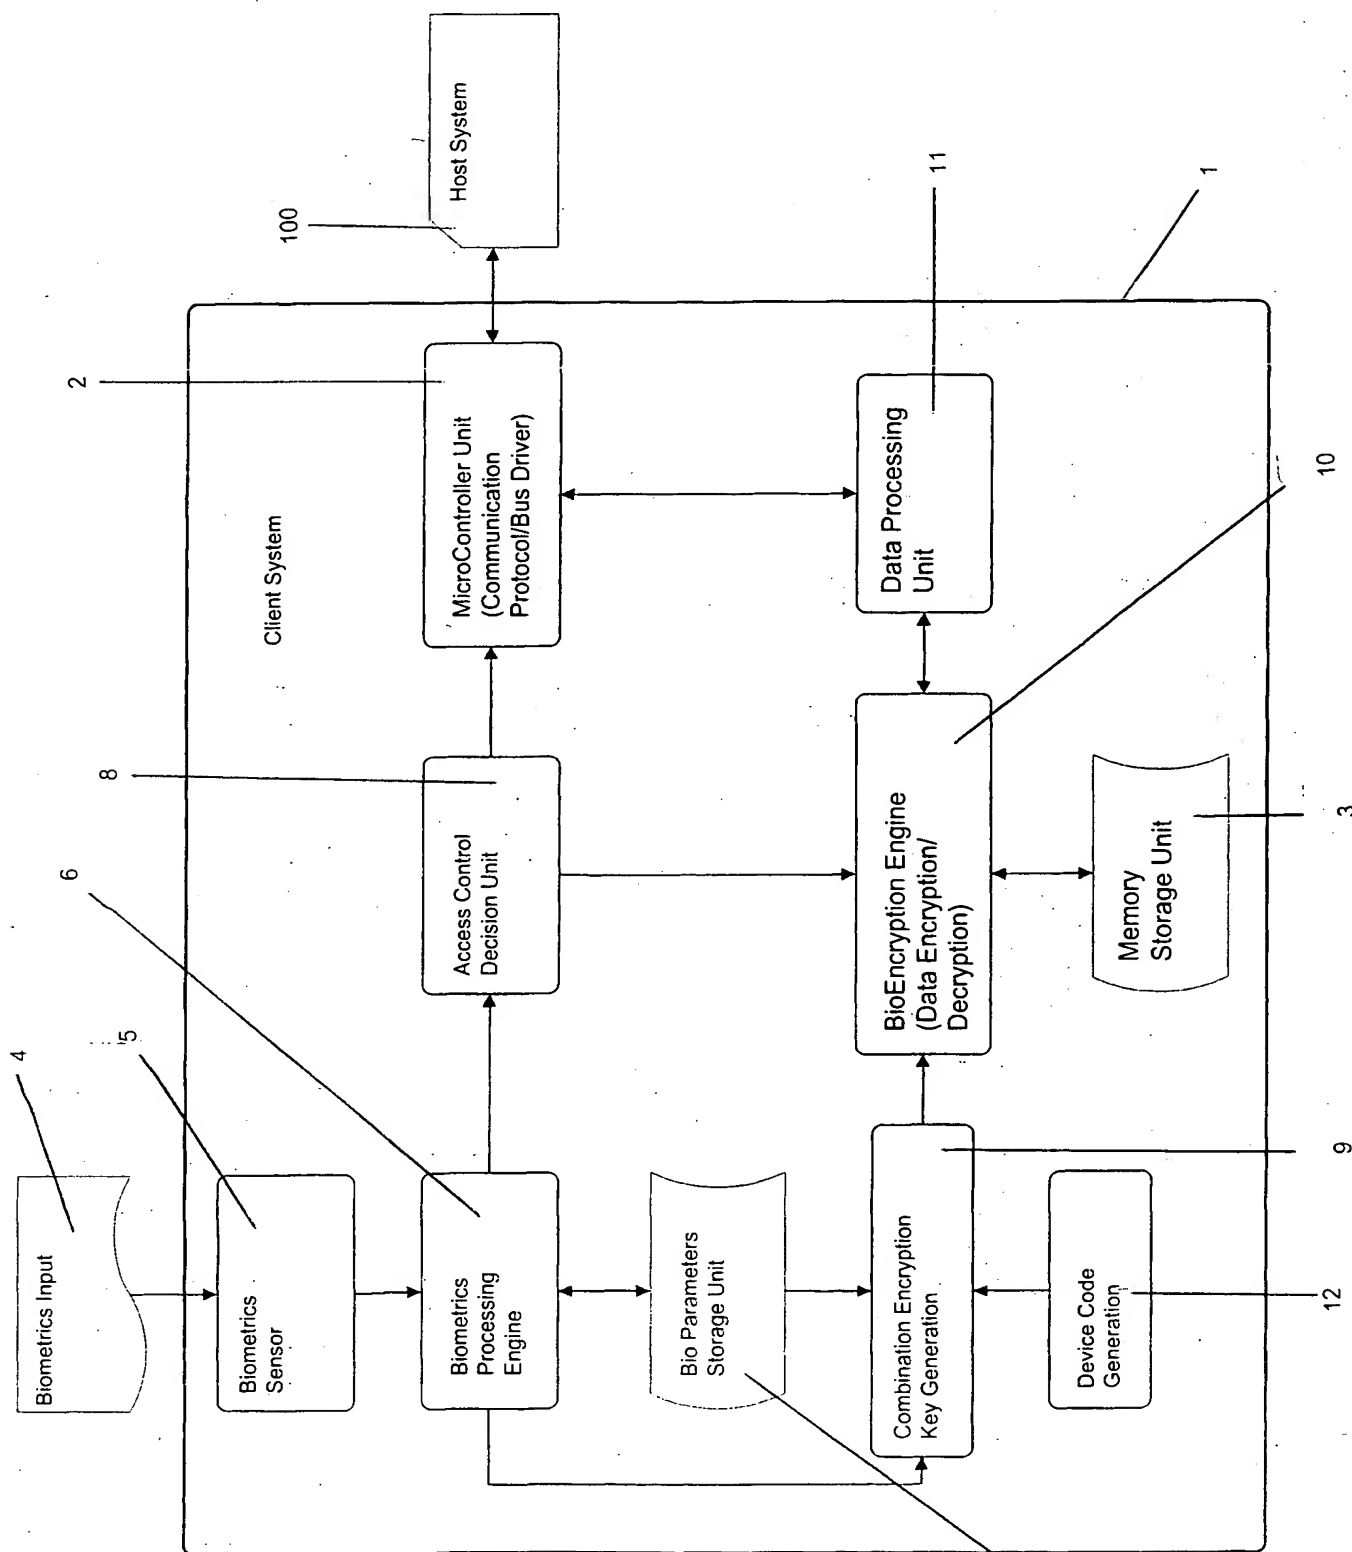 Biometrics Input
4
Biometrics
Sensor
5
Biometrics
Processing
Engine
6
Client System
Access Control
Decision Unit
8
MicroController Unit
(Communication
Protocol/Bus Driver)
2
Host System
100
Bio Parameters
Storage Unit
Combination Encryption
Key Generation
9
Device Code
Generation
12
BioEncryption Engine
(Data Encryption/
Decryption)
10
Data Processing
Unit
11
Memory
Storage Unit
3
1